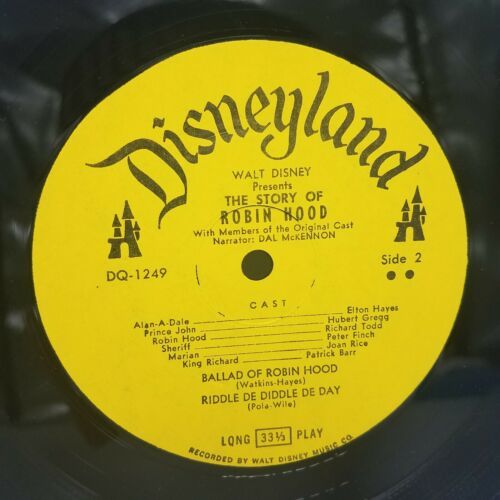 Disneyland
WALT DISNEY
Presents
THE STORY OF
ROBIN HOOD
With Members of the Original Cast
Narrator: DAL McKENNON
DQ-1249
Side 2
CAST
Alan-A-Dale Elton Hayes
Prince John Hubert Gregg
Robin Hood Richard Todd
Sheriff Peter Finch
Marian Joan Rice
King Richard Patrick Barr
BALLAD OF ROBIN HOOD
(Watkins-Hayes)
RIDDLE DE DIDDLE DE DAY
(Pola-Wile)
LONG 33⅓ PLAY
RECORDED BY WALT DISNEY MUSIC CO.